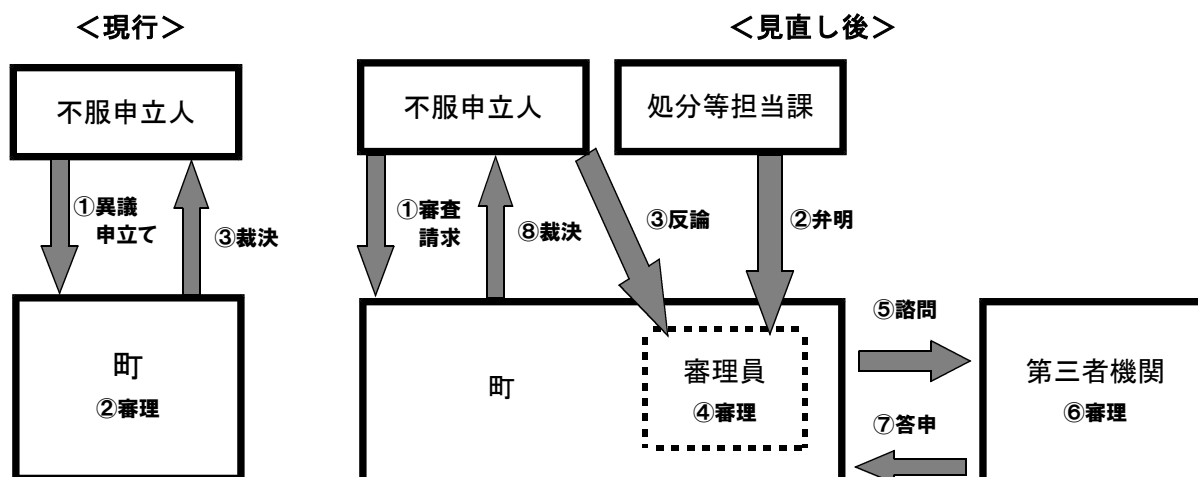 ＜現行＞
＜見直し後＞
不服申立人
①異議
申立て
③裁決
町
②審理
不服申立人
処分等担当課
①審査
請求
⑧裁決
③反論
②弁明
町
審理員
④審理
⑤諮問
⑦答申
第三者機関
⑥審理